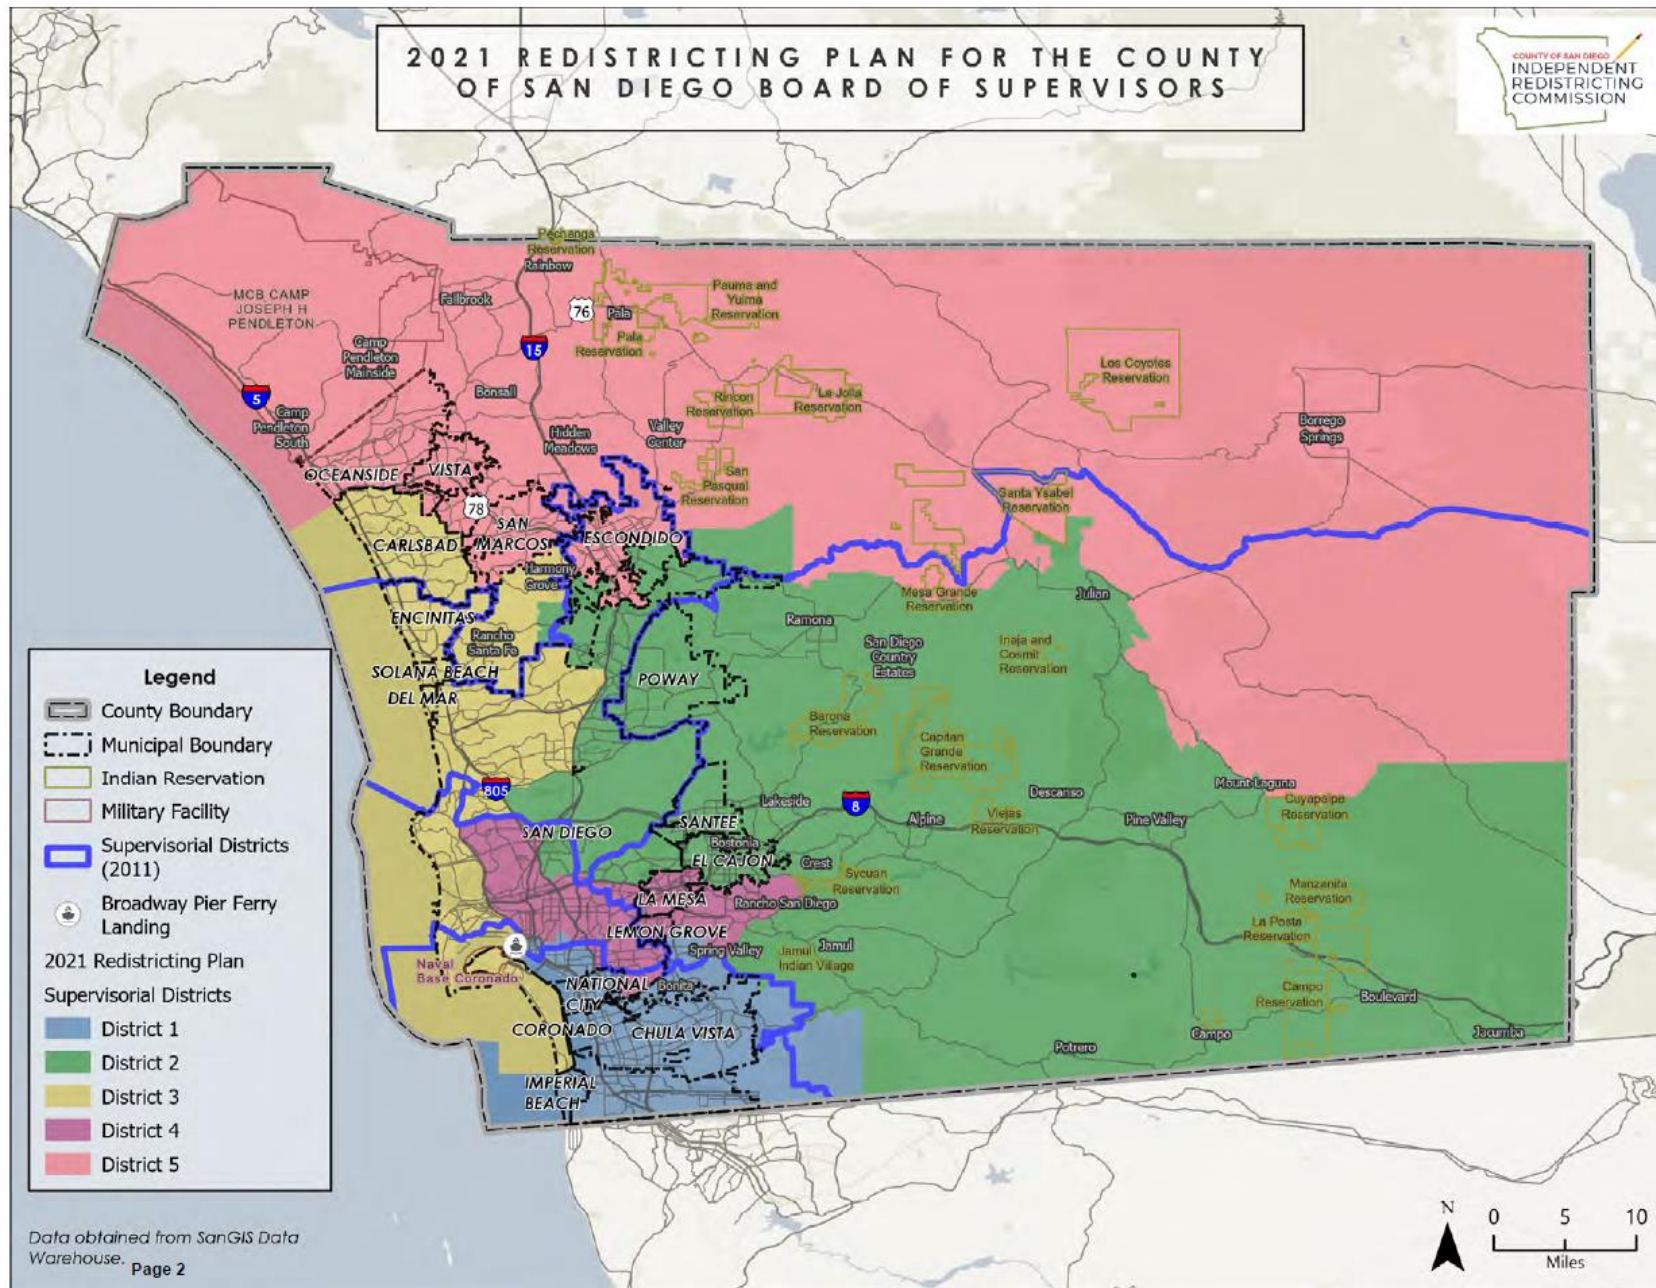 2021 REDISTRICTING PLAN FOR THE COUNTY
OF SAN DIEGO BOARD OF SUPERVISORS
COUNTY OF SAN DIEGO
INDEPENDENT
REDISTRICTING
COMMISSION
Pechanga
Reservation
Rainbow
MCB CAMP
JOSEPH H
PENDLETON
Fallbrook
76
Pala
Pauma and
Yuima
Reservation
Pala
Reservation
15
Camp
Pendleton
Mainside
5
Camp
Pendleton
South
Bonsall
Hidden
Meadows
Valley
Center
Rincon
Reservation
La Jolla
Reservation
Los Coyotes
Reservation
Borrego
Springs
OCEANSIDE
VISTA
78
San
Pasqual
Reservation
Santa Ysabel
Reservation
CARLSBAD
SAN
MARCOS
ESCONDIDO
Harmony
Grove
Mesa Grande
Reservation
Julian
ENCINITAS
Rancho
Santa Fe
Ramona
San Diego
Country
Estates
Inaja and
Cosmit
Reservation
SOLANA BEACH
DEL MAR
POWAY
Barona
Reservation
Capitan
Grande
Reservation
805
SAN DIEGO
SANTEE
Lakeside
8
Alpine
Viejas
Reservation
Descanso
Pine Valley
Mount Laguna
Cuyapaipe
Reservation
Bostonia
EL CAJON
Crest
Sycuan
Reservation
LA MESA
Rancho San Diego
Manzanita
Reservation
La Posta
Reservation
LEMON GROVE
Spring Valley
Jamul
Indian Village
Jamul
Naval
Base Coronado
NATIONAL
CITY
Bonita
Campo
Reservation
Boulevard
CORONADO
CHULA VISTA
Campo
Jacumba
Potrero
IMPERIAL
BEACH
Legend
County Boundary
Municipal Boundary
Indian Reservation
Military Facility
Supervisorial Districts
(2011)
Broadway Pier Ferry
Landing
2021 Redistricting Plan
Supervisorial Districts
District 1
District 2
District 3
District 4
District 5
Data obtained from SanGIS Data
Warehouse.
Page 2
N
0 5 10
Miles